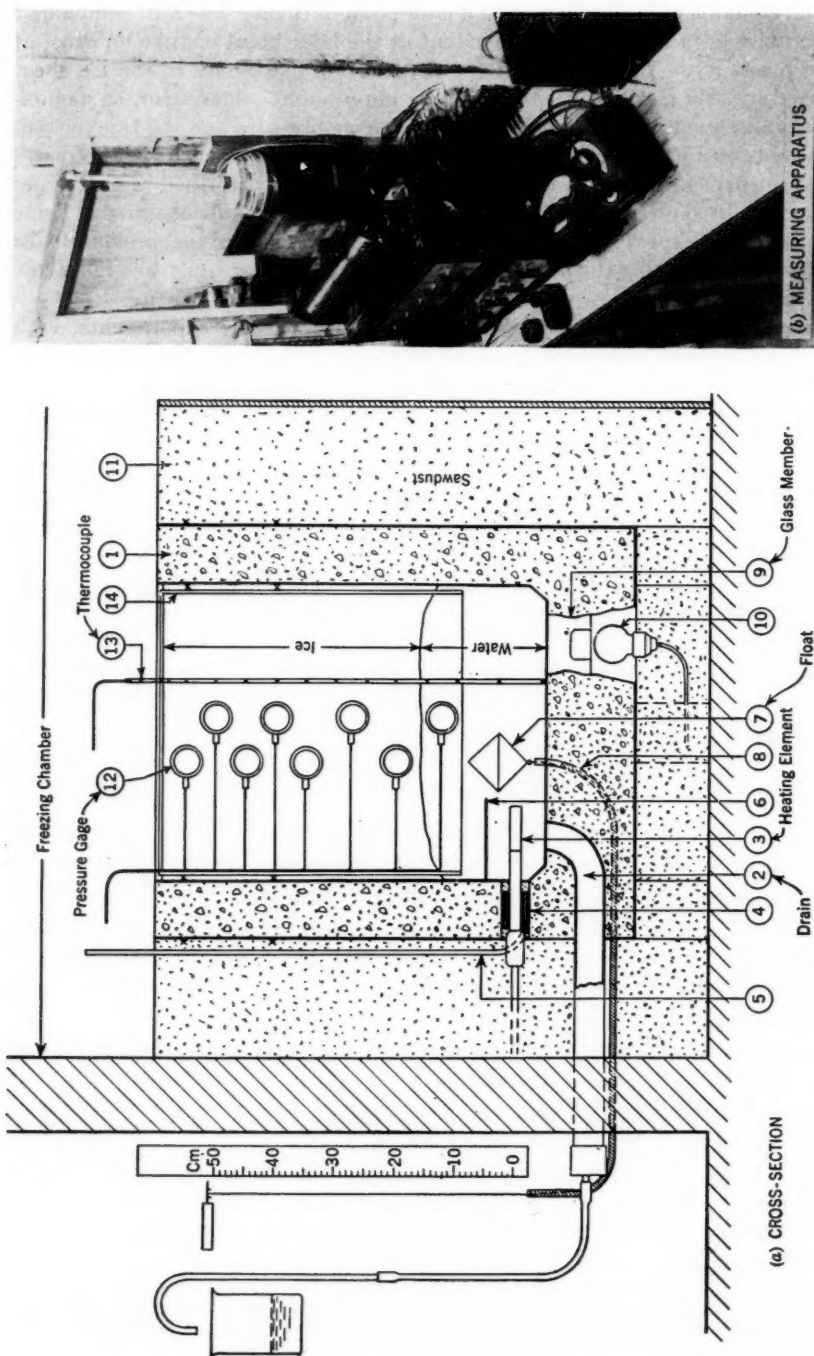 Freezing Chamber
Pressure Gage
Thermocouple
12
13
14
1
11
Sawdust
Ice
Water
Cm
50
40
30
20
10
0
5
4
2
3
6
8
7
10
9
Drain
Heating Element
Float
Glass Member
(a) CROSS-SECTION
(b) MEASURING APPARATUS